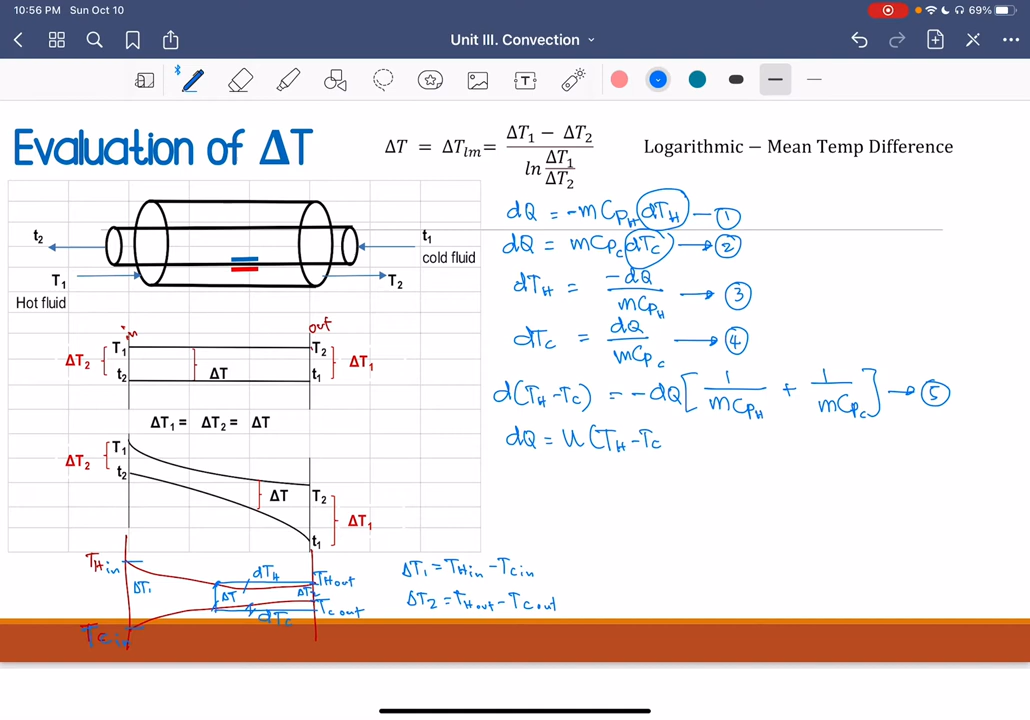 10:56 PM Sun Oct 10
69%
Unit III. Convection
Evaluation of ΔT
ΔT = ΔT_lm = (ΔT₁ − ΔT₂) / (ln ΔT₁/ΔT₂)
Logarithmic − Mean Temp Difference
t₂
t₁
cold fluid
T₁
T₂
Hot fluid
in
out
ΔT₂
T₁
T₂
ΔT₁
t₂
ΔT
t₁
ΔT₁ = ΔT₂ = ΔT
ΔT₂
T₁
t₂
ΔT
T₂
ΔT₁
t₁
T_H in
ΔT₁
dT_H
T_H out
ΔT
ΔT₂
T_C out
dT_C
T_C in
ΔT₁ = T_H in − T_C in
ΔT₂ = T_H out − T_C out
dQ = −mCp_H dT_H — ①
dQ = mCp_C dT_C → ②
dT_H = −dQ / mCp_H → ③
dT_C = dQ / mCp_C → ④
d(T_H − T_C) = −dQ [ 1/mCp_H + 1/mCp_C ] → ⑤
dQ = U (T_H − T_C